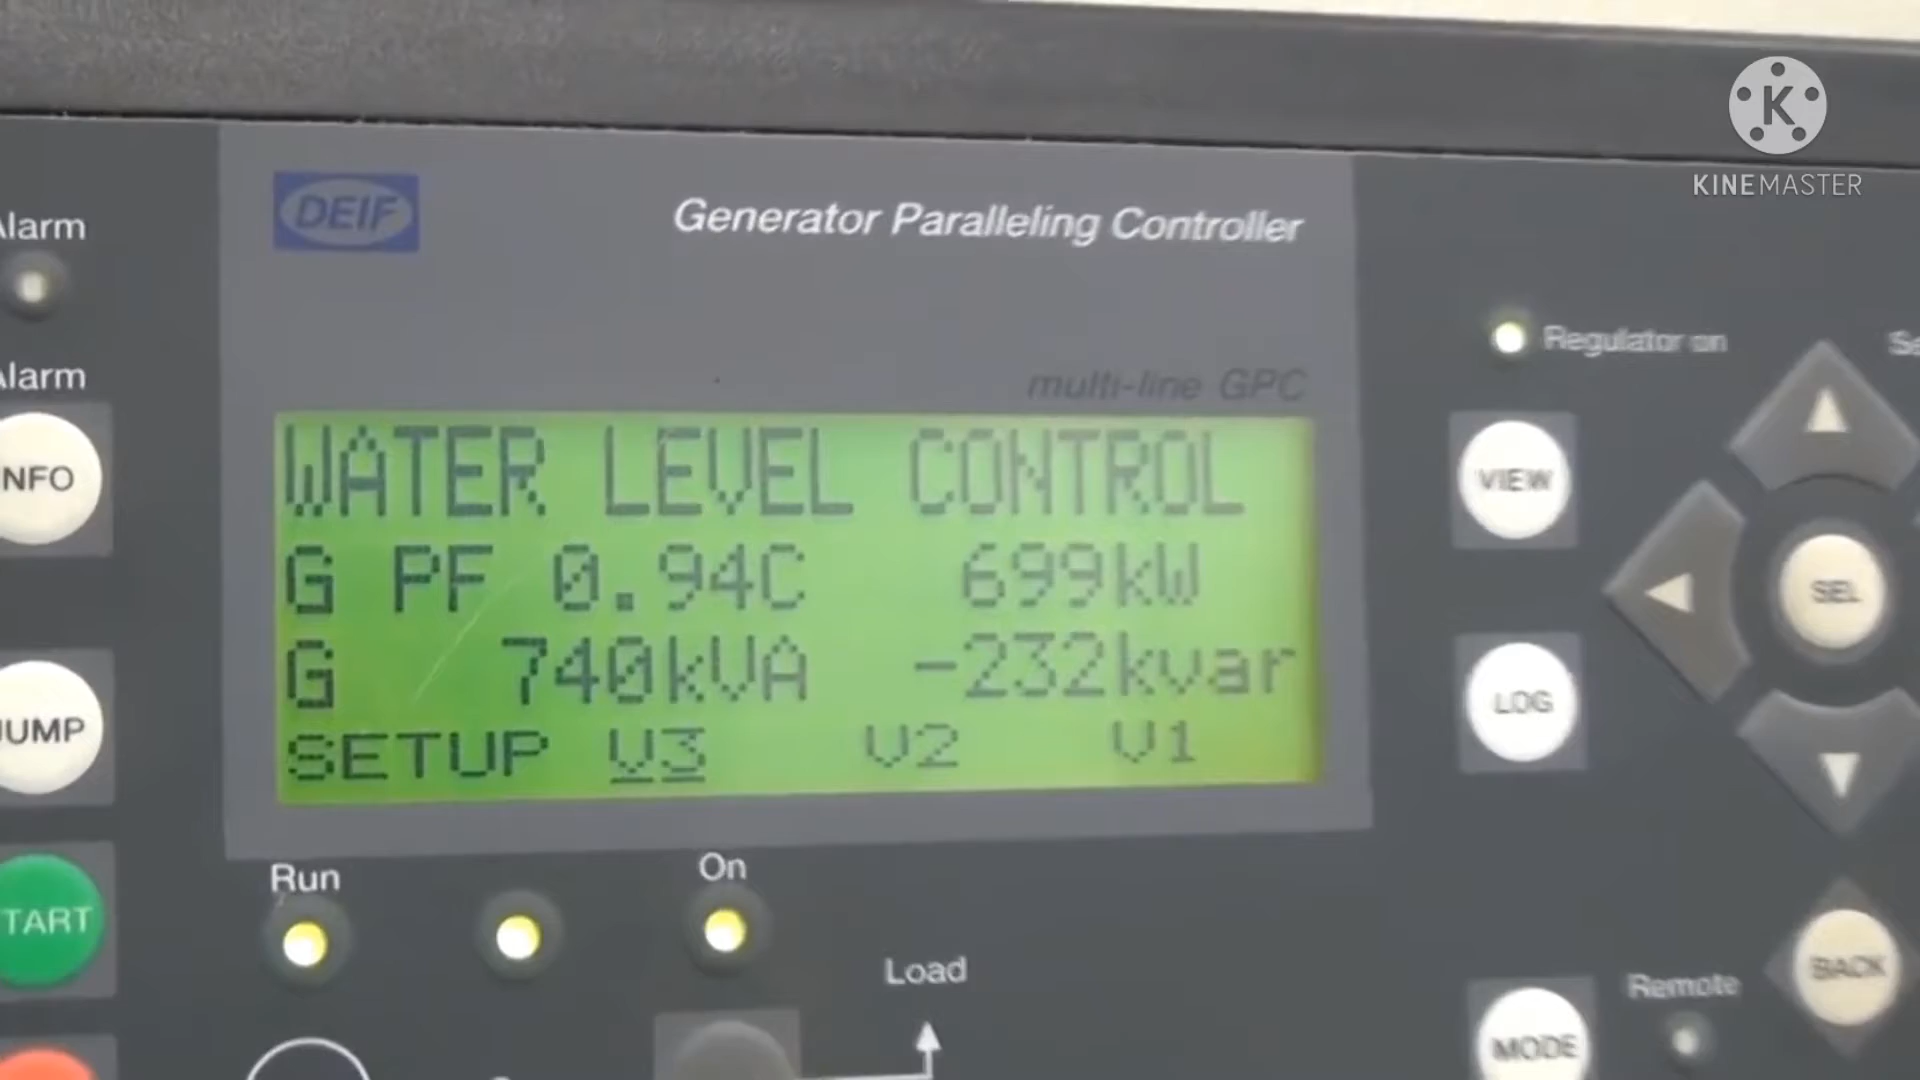 KINEMASTER
DEIF
Generator Paralleling Controller
multi-line GPC
Alarm
Alarm
INFO
JUMP
START
WATER LEVEL CONTROL
G PF 0.94C 699kW
G 740kVA -232kvar
SETUP V3 V2 V1
Run
On
Load
Regulator on
VIEW
SEL
LOG
BACK
Remote
MODE